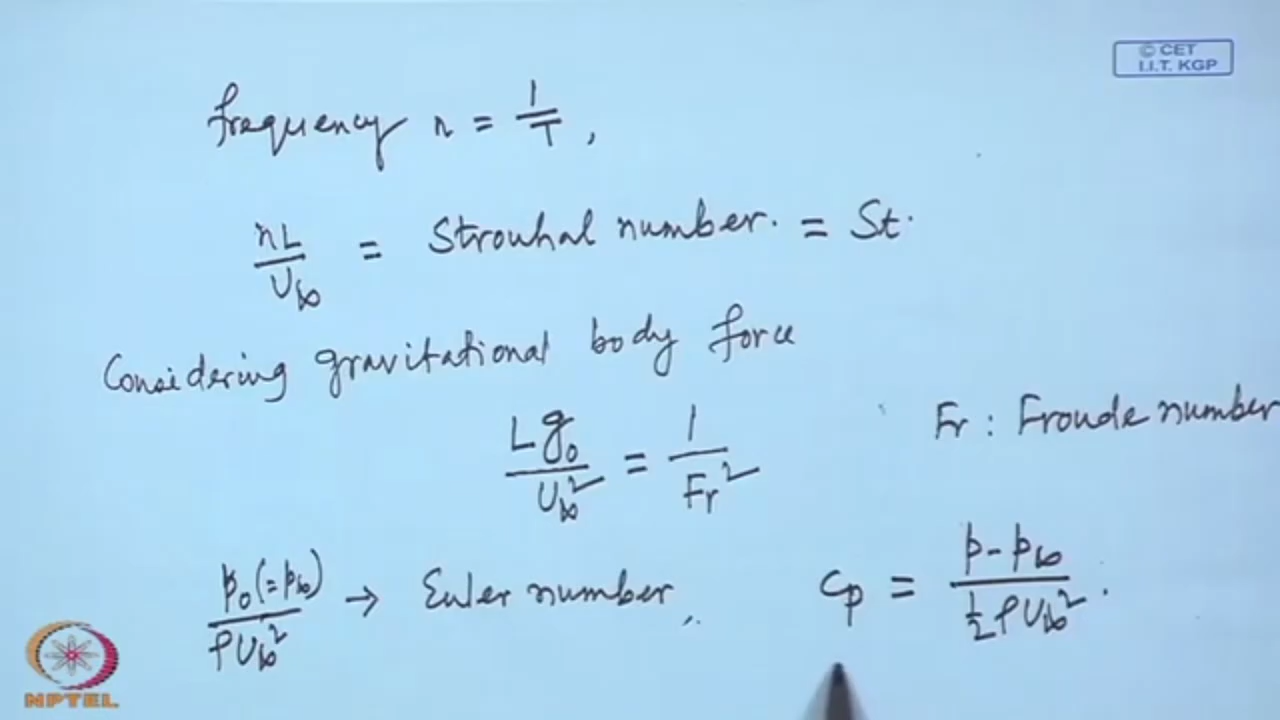 © CET
I.I.T. KGP
frequency n = 1/T,
nL/U∞ = Strouhal number. = St.
Considering gravitational body force
Lg₀/U∞² = 1/Fr²
Fr : Froude number
p₀(=p∞)/ρU∞² → Euler number,
Cp = p-p∞/½ρU∞².
NPTEL